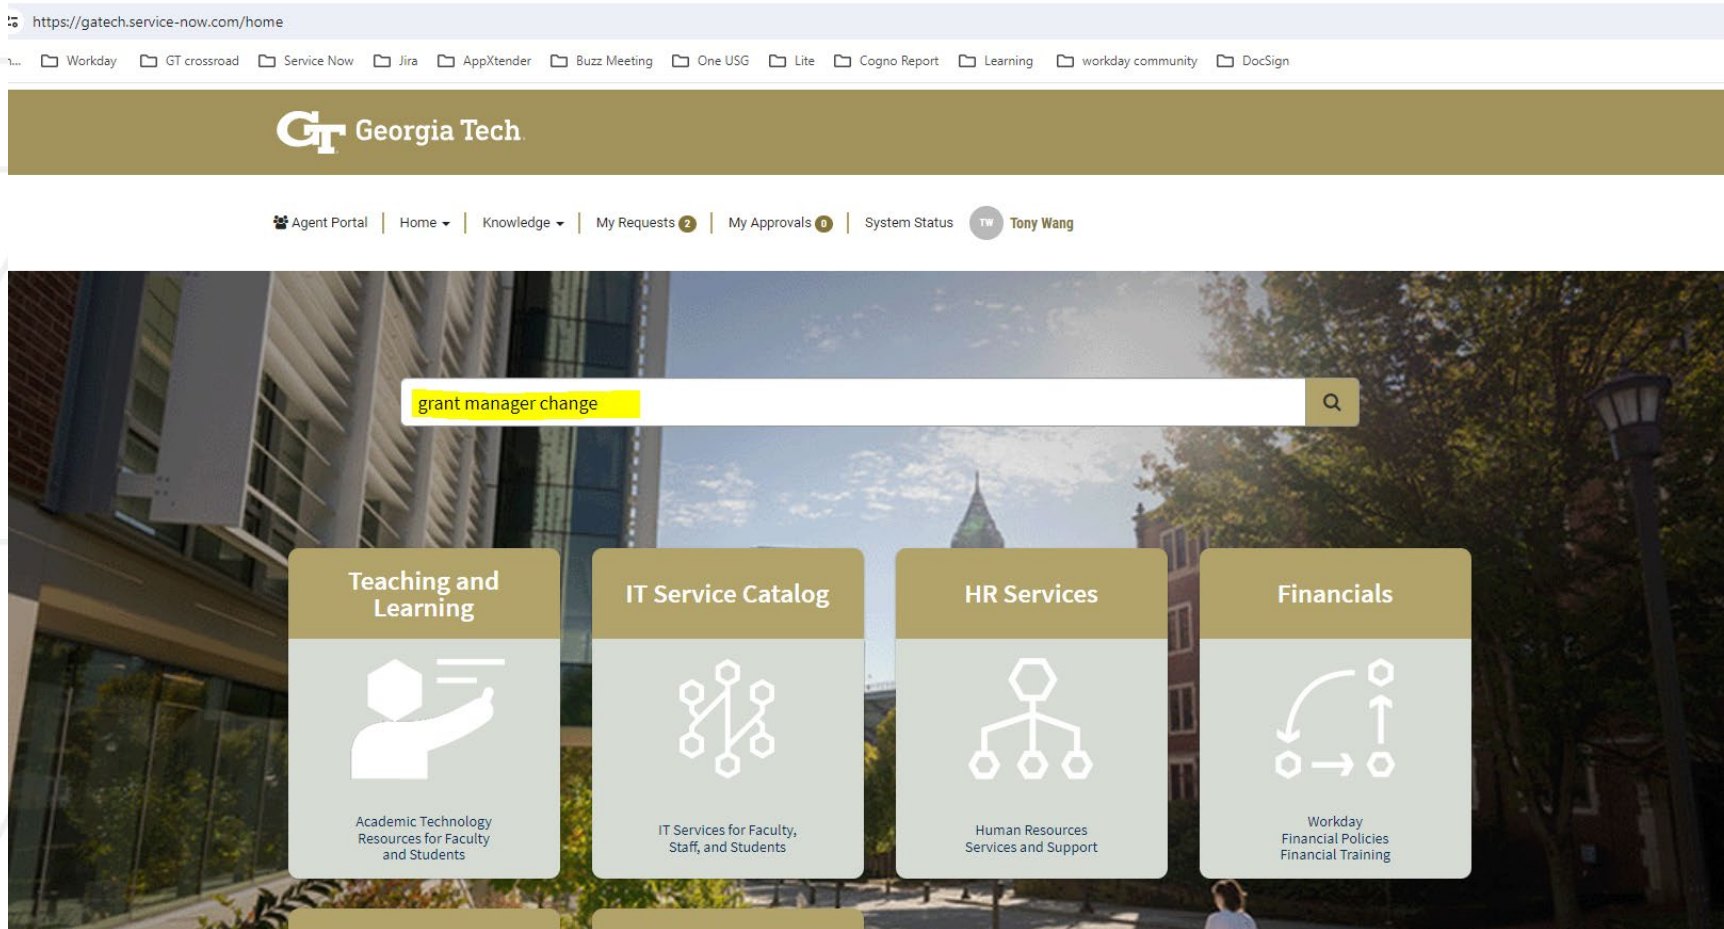 https://gatech.service-now.com/home
Workday GT crossroad Service Now Jira AppXtender Buzz Meeting One USG Lite Cogno Report Learning workday community DocSign
GT Georgia Tech.
Agent Portal Home Knowledge My Requests 2 My Approvals 0 System Status TW Tony Wang
grant manager change
Teaching and
Learning
Academic Technology
Resources for Faculty
and Students
IT Service Catalog
IT Services for Faculty,
Staff, and Students
HR Services
Human Resources
Services and Support
Financials
Workday
Financial Policies
Financial Training